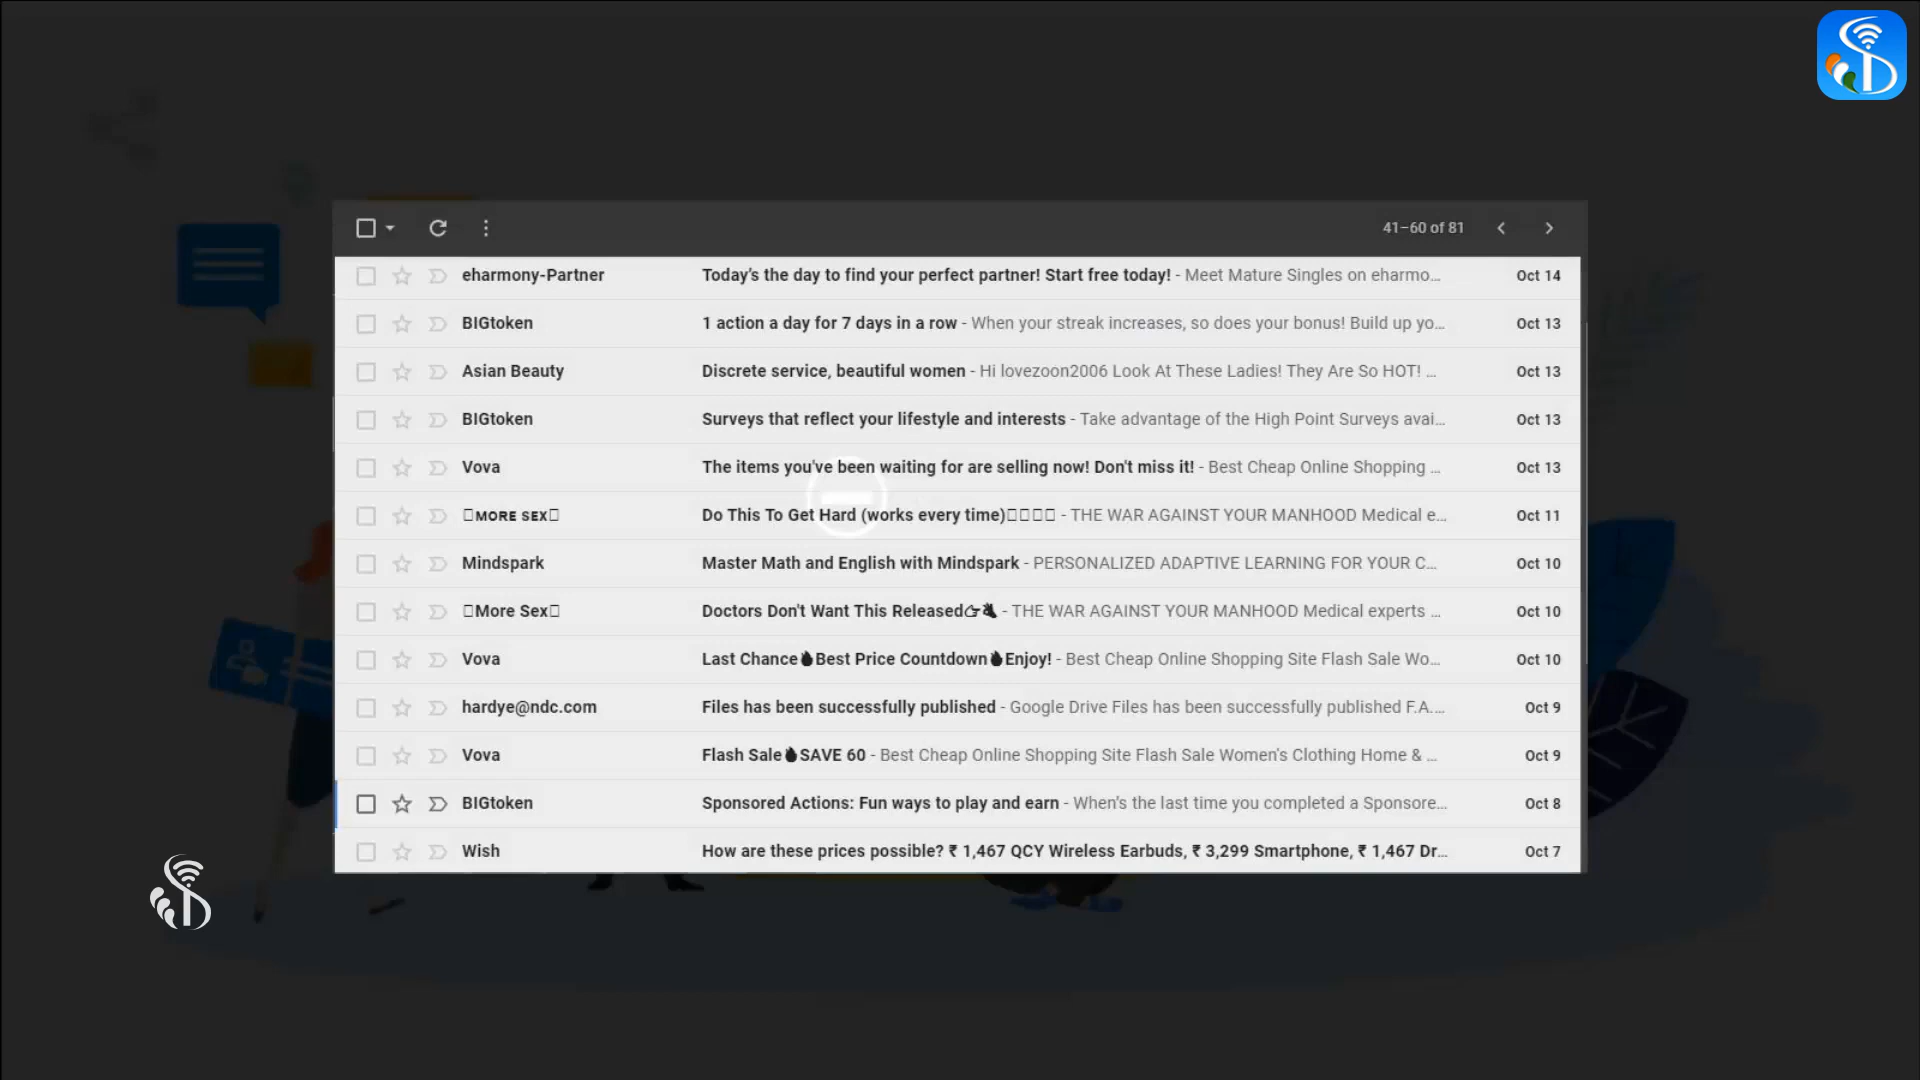 41–60 of 81
eharmony-Partner Today's the day to find your perfect partner! Start free today! - Meet Mature Singles on eharmo... Oct 14
BIGtoken 1 action a day for 7 days in a row - When your streak increases, so does your bonus! Build up yo... Oct 13
Asian Beauty Discrete service, beautiful women - Hi lovezoon2006 Look At These Ladies! They Are So HOT! ... Oct 13
BIGtoken Surveys that reflect your lifestyle and interests - Take advantage of the High Point Surveys avai... Oct 13
Vova The items you've been waiting for are selling now! Don't miss it! - Best Cheap Online Shopping ... Oct 13
ᴍᴏʀᴇ sᴇx Do This To Get Hard (works every time) - THE WAR AGAINST YOUR MANHOOD Medical e... Oct 11
Mindspark Master Math and English with Mindspark - PERSONALIZED ADAPTIVE LEARNING FOR YOUR C... Oct 10
More Sex Doctors Don't Want This Released - THE WAR AGAINST YOUR MANHOOD Medical experts ... Oct 10
Vova Last Chance🔥Best Price Countdown🔥Enjoy! - Best Cheap Online Shopping Site Flash Sale Wo... Oct 10
hardye@ndc.com Files has been successfully published - Google Drive Files has been successfully published F.A.... Oct 9
Vova Flash Sale🔥SAVE 60 - Best Cheap Online Shopping Site Flash Sale Women's Clothing Home & ... Oct 9
BIGtoken Sponsored Actions: Fun ways to play and earn - When's the last time you completed a Sponsore... Oct 8
Wish How are these prices possible? ₹ 1,467 QCY Wireless Earbuds, ₹ 3,299 Smartphone, ₹ 1,467 Dr... Oct 7